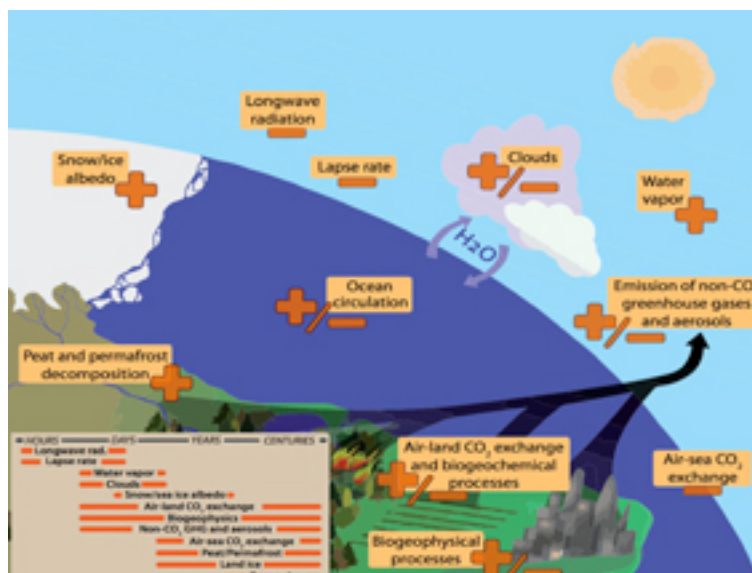 Longwave
radiation
Snow/ice
albedo
Lapse rate
Clouds
Water
vapor
H2O
Ocean
circulation
Emission of non-CO
greenhouse gases
and aerosols
Peat and permafrost
decomposition
Air-land CO₂ exchange
and biogeochemical
processes
Air-sea CO₂
exchange
Biogeophysical
processes
HOURS DAYS YEARS CENTURIES
Longwave rad.
Lapse rate
Water vapor
Clouds
Snow/sea ice albedo
Air-land CO₂ exchange
Biogeophysics
Non-CO₂ GHG and aerosols
Air-sea CO₂ exchange
Peat/Permafrost
Land ice